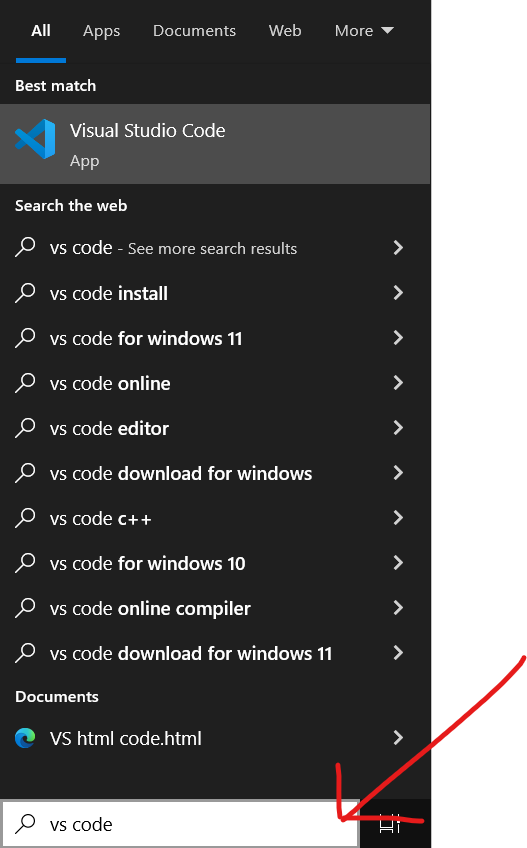 All Apps Documents Web More
Best match
Visual Studio Code
App
Search the web
vs code - See more search results
vs code install
vs code for windows 11
vs code online
vs code editor
vs code download for windows
vs code c++
vs code for windows 10
vs code online compiler
vs code download for windows 11
Documents
VS html code.html
vs code